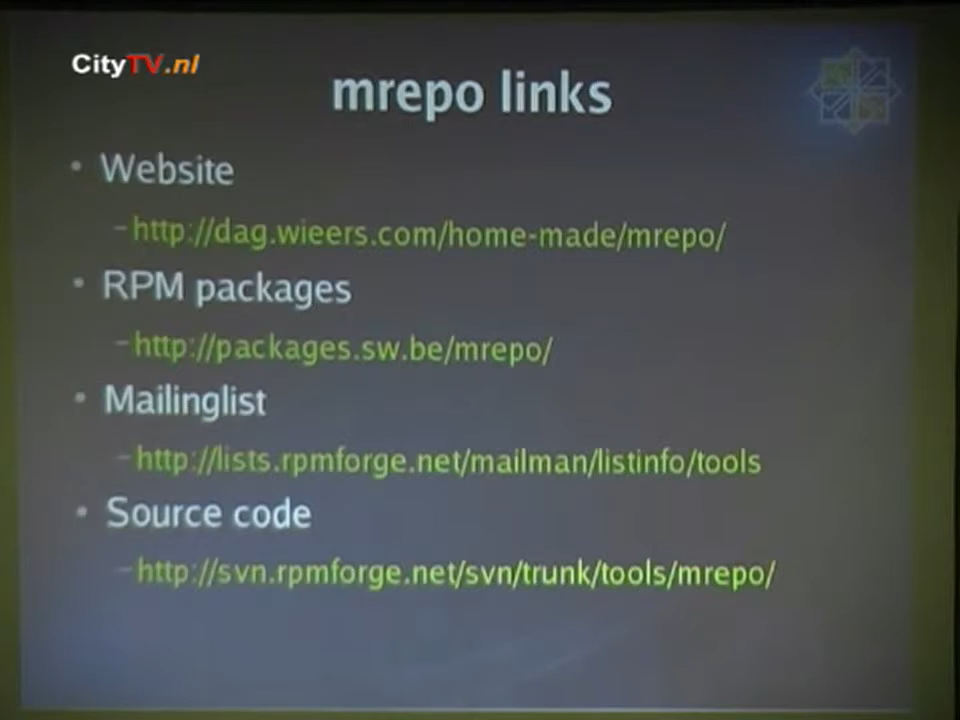 CityTV.nl
mrepo links
• Website
–http://dag.wieers.com/home-made/mrepo/
• RPM packages
–http://packages.sw.be/mrepo/
• Mailinglist
–http://lists.rpmforge.net/mailman/listinfo/tools
• Source code
–http://svn.rpmforge.net/svn/trunk/tools/mrepo/